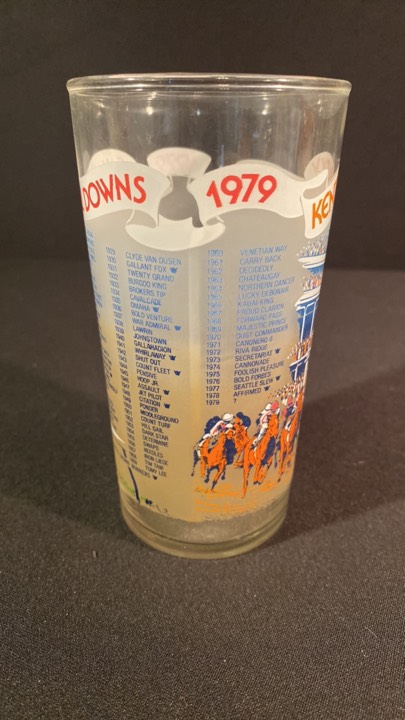 DOWNS 1979 KEN
1929 CLYDE VAN DUSEN
1930 GALLANT FOX
1931 TWENTY GRAND
1932 BURGOO KING
1933 BROKERS TIP
1934 CAVALCADE
1935 OMAHA
1936 BOLD VENTURE
1937 WAR ADMIRAL
1938 LAWRIN
1939 JOHNSTOWN
1940 GALLAHADION
1941 WHIRLAWAY
1942 SHUT OUT
1943 COUNT FLEET
1944 PENSIVE
1945 HOOP JR
1946 ASSAULT
1947 JET PILOT
1948 CITATION
1949 PONDER
1950 MIDDLEGROUND
1951 COUNT TURF
1952 HILL GAIL
1953 DARK STAR
1954 DETERMINE
1955 SWAPS
1956 NEEDLES
1957 IRON LIEGE
1958 TIM TAM
1959 TOMY LEE
WINNERS
1960 VENETIAN WAY
1961 CARRY BACK
1962 DECIDEDLY
1963 CHATEAUGAY
1964 NORTHERN DANCER
1965 LUCKY DEBONAIR
1966 KAUAI KING
1967 PROUD CLARION
1968 FORWARD PASS
1969 MAJESTIC PRINCE
1970 DUST COMMANDER
1971 CANONERO II
1972 RIVA RIDGE
1973 SECRETARIAT
1974 CANNONADE
1975 FOOLISH PLEASURE
1976 BOLD FORBES
1977 SEATTLE SLEW
1978 AFFIRMED
1979 ?